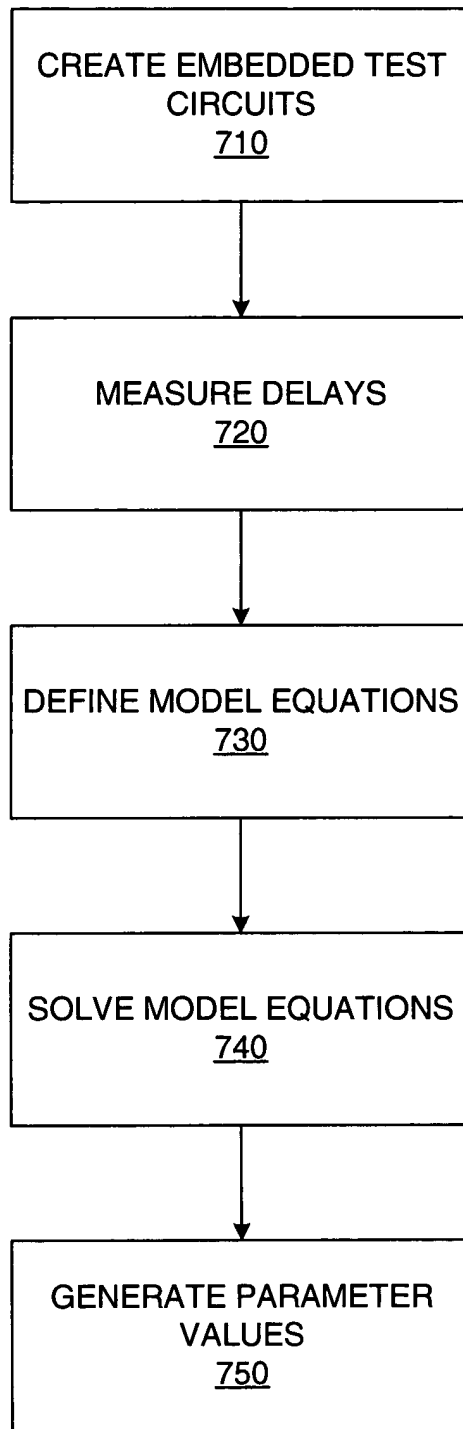 CREATE EMBEDDED TEST
CIRCUITS
710
MEASURE DELAYS
720
DEFINE MODEL EQUATIONS
730
SOLVE MODEL EQUATIONS
740
GENERATE PARAMETER
VALUES
750